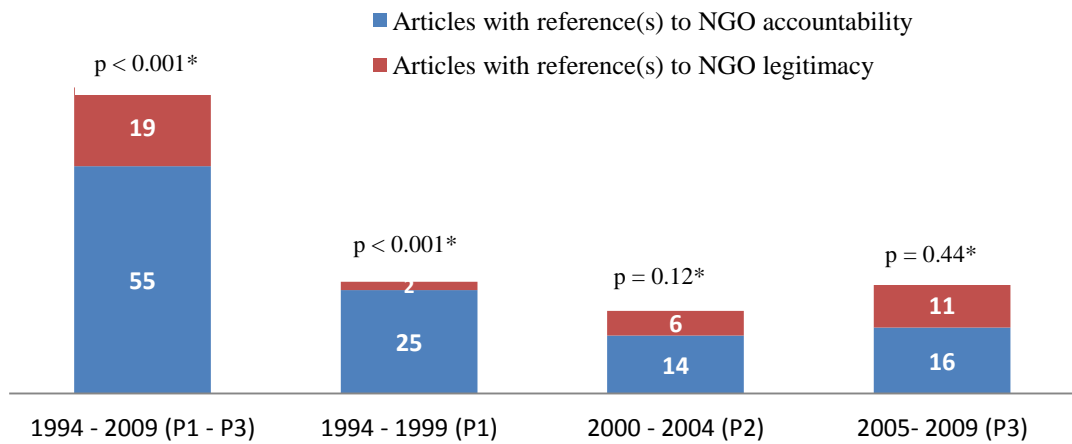 Articles with reference(s) to NGO accountability
Articles with reference(s) to NGO legitimacy
p < 0.001*
19
55
p < 0.001*
2
25
p = 0.12*
6
14
p = 0.44*
11
16
1994 - 2009 (P1 - P3)
1994 - 1999 (P1)
2000 - 2004 (P2)
2005- 2009 (P3)